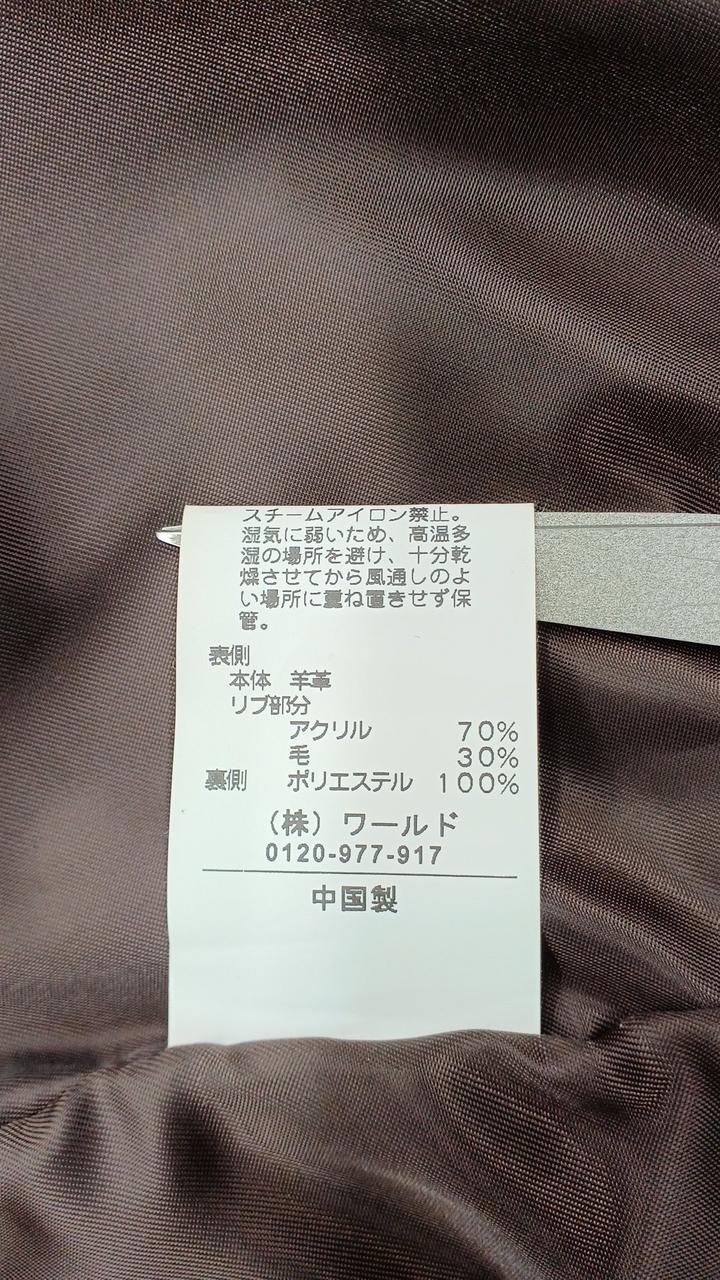 スチームアイロン禁止。
湿気に弱いため、高温多
湿の場所を避け、十分乾
燥させてから風通しのよ
い場所に重ね置きせず保
管。
表側
本体 羊革
リブ部分
アクリル 70%
毛 30%
裏側 ポリエステル 100%
（株）ワールド
0120-977-917
中国製